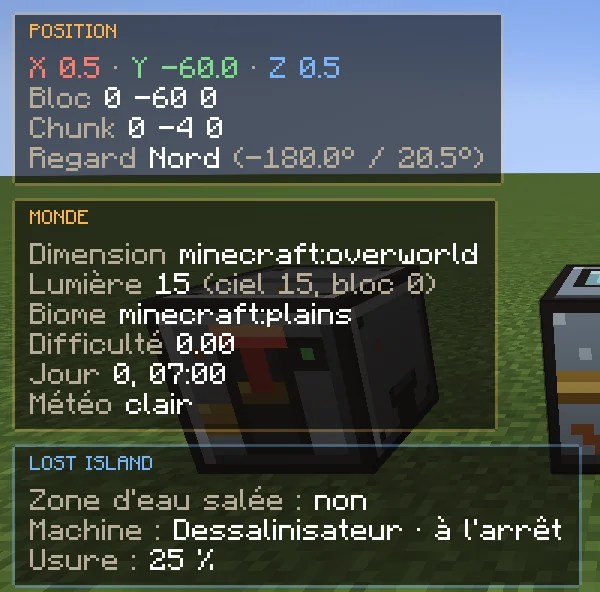 POSITION
X 0.5 · Y -60.0 · Z 0.5
Bloc 0 -60 0
Chunk 0 -4 0
Regard Nord (-180.0° / 20.5°)
MONDE
Dimension minecraft:overworld
Lumière 15 (ciel 15, bloc 0)
Biome minecraft:plains
Difficulté 0.00
Jour 0, 07:00
Météo clair
LOST ISLAND
Zone d'eau salée : non
Machine : Dessalinisateur · à l'arrêt
Usure : 25 %